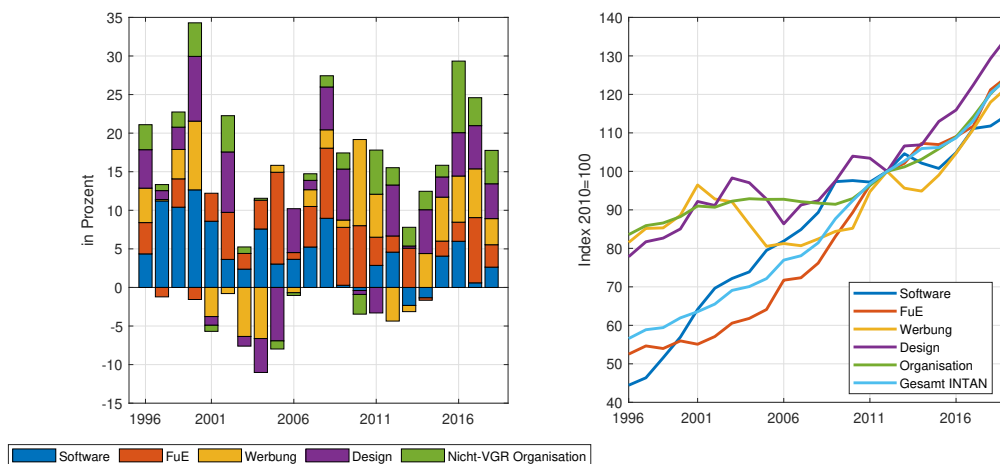 in Prozent
35
30
25
20
15
10
5
0
-5
-10
-15
1996 2001 2006 2011 2016
Software FuE Werbung Design Nicht-VGR Organisation
Index 2010=100
140
130
120
110
100
90
80
70
60
50
40
1996 2001 2006 2011 2016
Software
FuE
Werbung
Design
Organisation
Gesamt INTAN